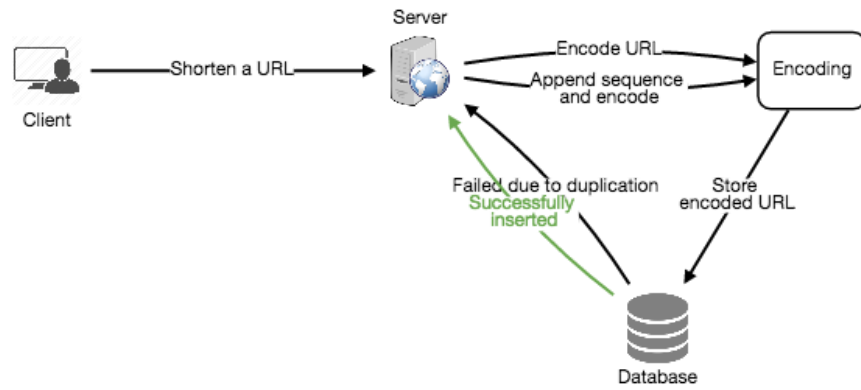 Server
Shorten a URL
Encode URL
Append sequence
and encode
Encoding
Client
Failed due to duplication
Successfully
inserted
Store
encoded URL
Database